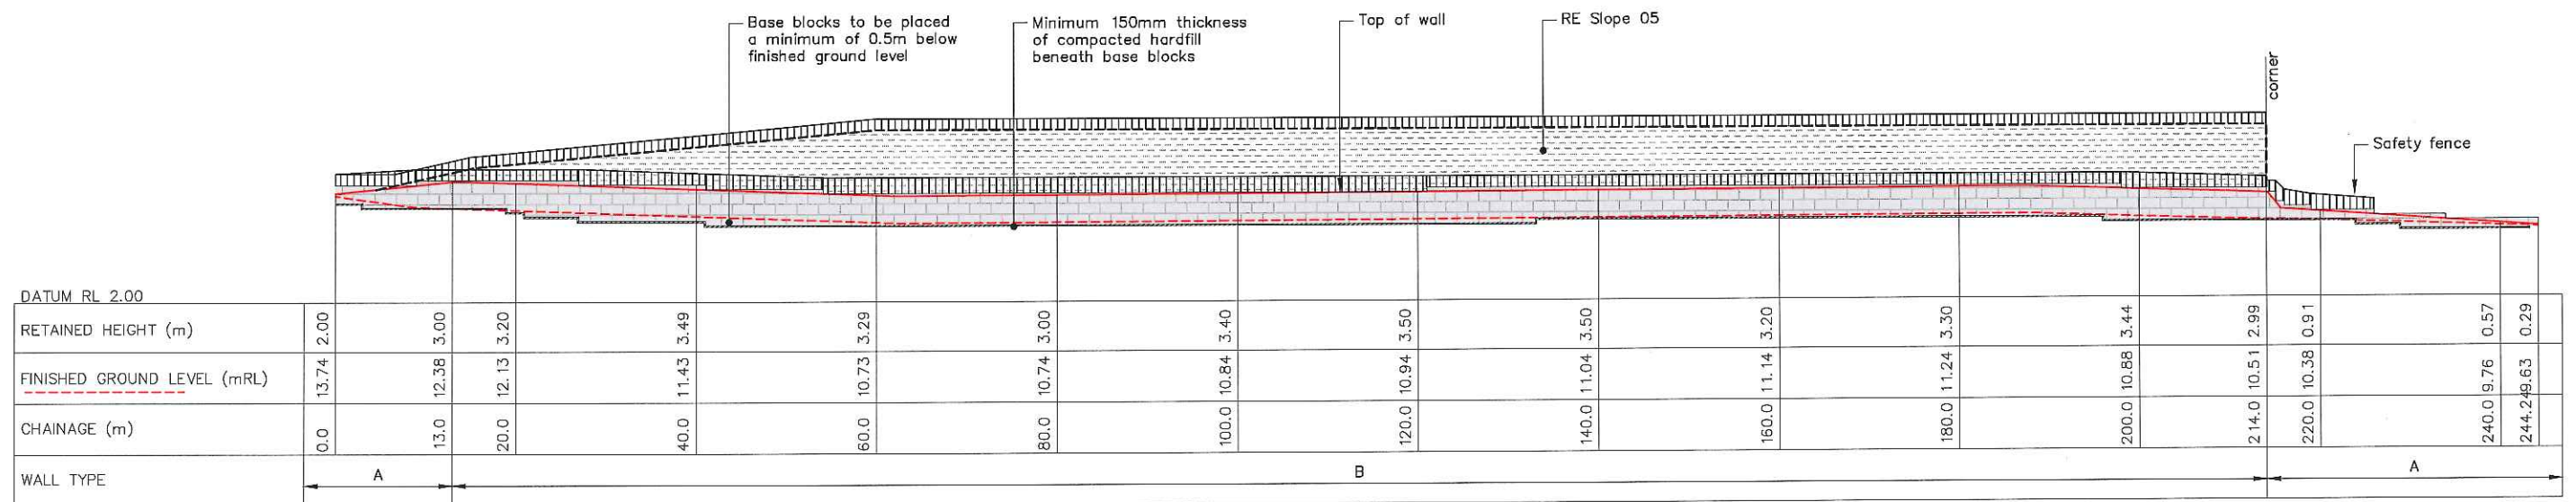 Base blocks to be placed
a minimum of 0.5m below
finished ground level
Minimum 150mm thickness
of compacted hardfill
beneath base blocks
Top of wall
RE Slope 05
corner
Safety fence
DATUM RL 2.00
RETAINED HEIGHT (m) 2.00 3.00 3.20 3.49 3.29 3.00 3.40 3.50 3.50 3.20 3.30 3.44 2.99 0.91 0.57 0.29
FINISHED GROUND LEVEL (mRL) 13.74 12.38 12.13 11.43 10.73 10.74 10.84 10.94 11.04 11.14 11.24 10.88 10.51 10.38 9.76 9.63
CHAINAGE (m) 0.0 13.0 20.0 40.0 60.0 80.0 100.0 120.0 140.0 160.0 180.0 200.0 214.0 220.0 240.0 244.24
WALL TYPE A B A